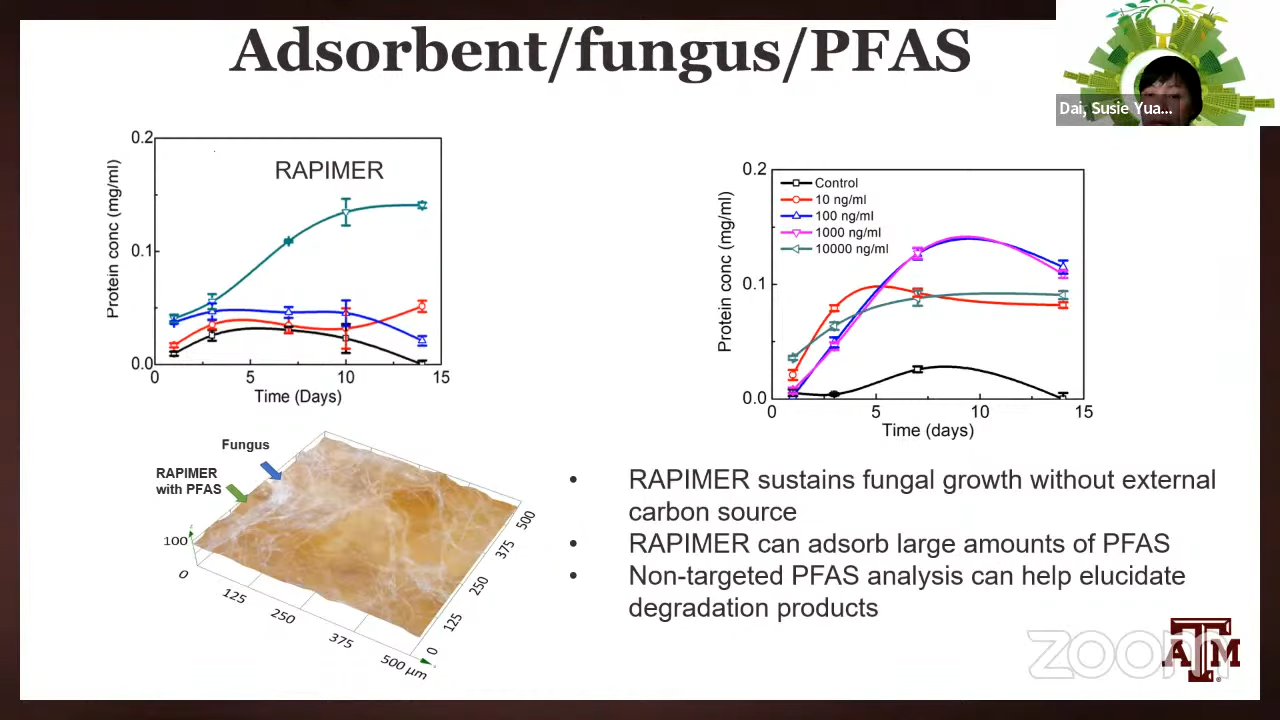 Adsorbent/fungus/PFAS
Dai, Susie Yua...
RAPIMER
Protein conc (mg/ml)
0.2
0.1
0.0
0
5
10
15
Time (Days)
Protein conc (mg/ml)
0.2
0.1
0.0
Control
10 ng/ml
100 ng/ml
1000 ng/ml
10000 ng/ml
0
5
10
15
Time (days)
Fungus
RAPIMER
with PFAS
100
0
125
250
375
500 µm
0
125
250
375
500
• RAPIMER sustains fungal growth without external
carbon source
• RAPIMER can adsorb large amounts of PFAS
• Non-targeted PFAS analysis can help elucidate
degradation products
zoom
ATM